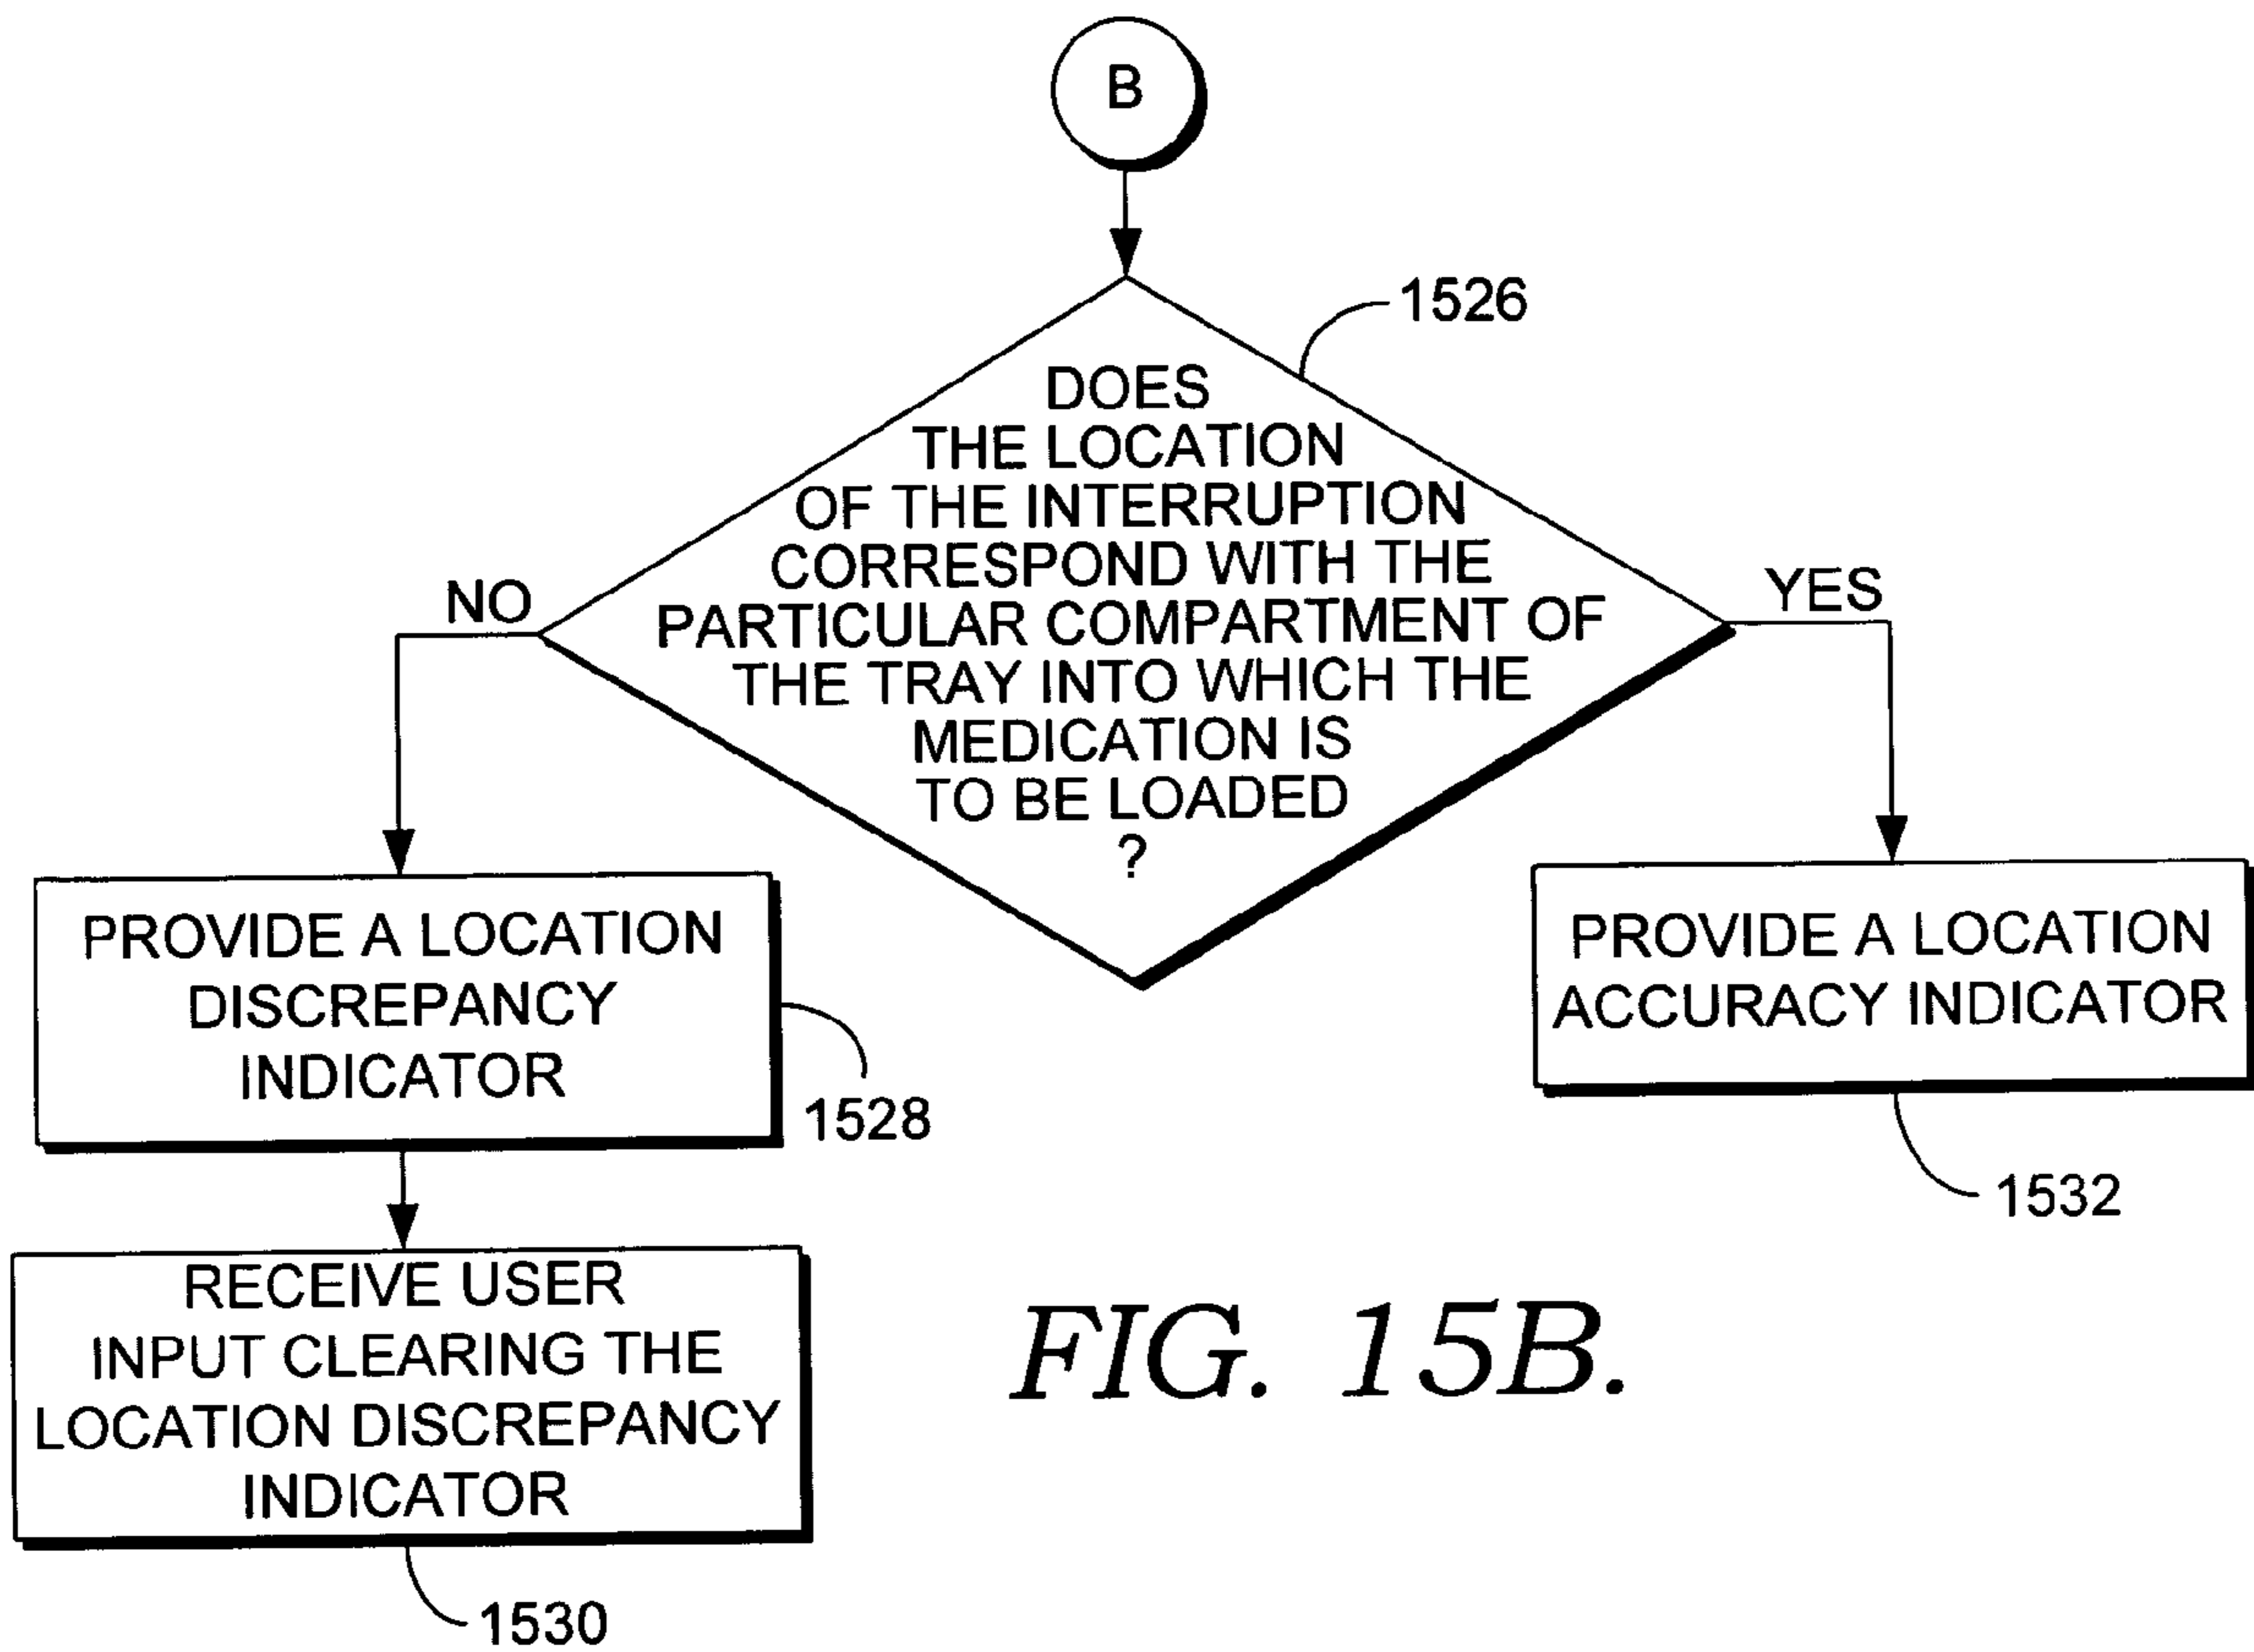 B
1526
DOES
THE LOCATION
OF THE INTERRUPTION
CORRESPOND WITH THE
PARTICULAR COMPARTMENT OF
THE TRAY INTO WHICH THE
MEDICATION IS
TO BE LOADED
?
NO
YES
PROVIDE A LOCATION
DISCREPANCY
INDICATOR
1528
PROVIDE A LOCATION
ACCURACY INDICATOR
1532
RECEIVE USER
INPUT CLEARING THE
LOCATION DISCREPANCY
INDICATOR
1530
FIG. 15B.